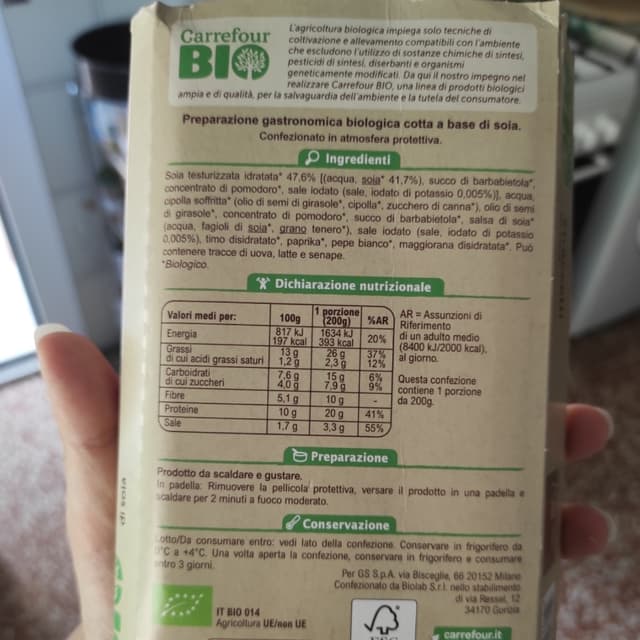 Carrefour
BIO
L'agricoltura biologica impiega solo tecniche di
coltivazione e allevamento compatibili con l'ambiente
che escludono l'utilizzo di sostanze chimiche di sintesi,
pesticidi di sintesi, diserbanti e organismi
geneticamente modificati. Da qui il nostro impegno nel
realizzare Carrefour BIO, una linea di prodotti biologici
ampia e di qualità, per la salvaguardia dell'ambiente e la tutela del consumatore.
Preparazione gastronomica biologica cotta a base di soia.
Confezionato in atmosfera protettiva.
Ingredienti
Soia testurizzata idratata* 47,6% [(acqua, soia* 41,7%), succo di barbabietola*,
concentrato di pomodoro*, sale iodato (sale, iodato di potassio 0,005%)], acqua,
cipolla soffritta* (olio di semi di girasole*, cipolla*, zucchero di canna*), olio di semi
di girasole*, concentrato di pomodoro*, succo di barbabietola*, salsa di soia*
(acqua, fagioli di soia*, grano tenero*), sale iodato (sale, iodato di potassio
0,005%), timo disidratato*, paprika*, pepe bianco*, maggiorana disidratata*. Può
contenere tracce di uova, latte e senape.
*Biologico.
Dichiarazione nutrizionale
Valori medi per: 100g 1 porzione (200g) %AR
Energia 817 kJ 197 kcal 1634 kJ 393 kcal 20%
Grassi 13 g 26 g 37%
di cui acidi grassi saturi 1,2 g 2,3 g 12%
Carboidrati 7,6 g 15 g 6%
di cui zuccheri 4,0 g 7,9 g 9%
Fibre 5,1 g 10 g -
Proteine 10 g 20 g 41%
Sale 1,7 g 3,3 g 55%
AR = Assunzioni di
Riferimento
di un adulto medio
(8400 kJ/2000 kcal),
al giorno.
Questa confezione
contiene 1 porzione
da 200g.
Preparazione
Prodotto da scaldare e gustare.
In padella: Rimuovere la pellicola protettiva, versare il prodotto in una padella e
scaldare per 2 minuti a fuoco moderato.
Conservazione
Lotto/Da consumare entro: vedi lato della confezione. Conservare in frigorifero da
0°C a +4°C. Una volta aperta la confezione, conservare in frigorifero e consumare
entro 3 giorni.
Per GS S.p.A. via Bisceglie, 66 20152 Milano
Confezionato da Biolab S.r.l. nello stabilimento
di via Ressel, 12
34170 Gorizia
IT BIO 014
Agricoltura UE/non UE
FSC
carrefour.it
di soia